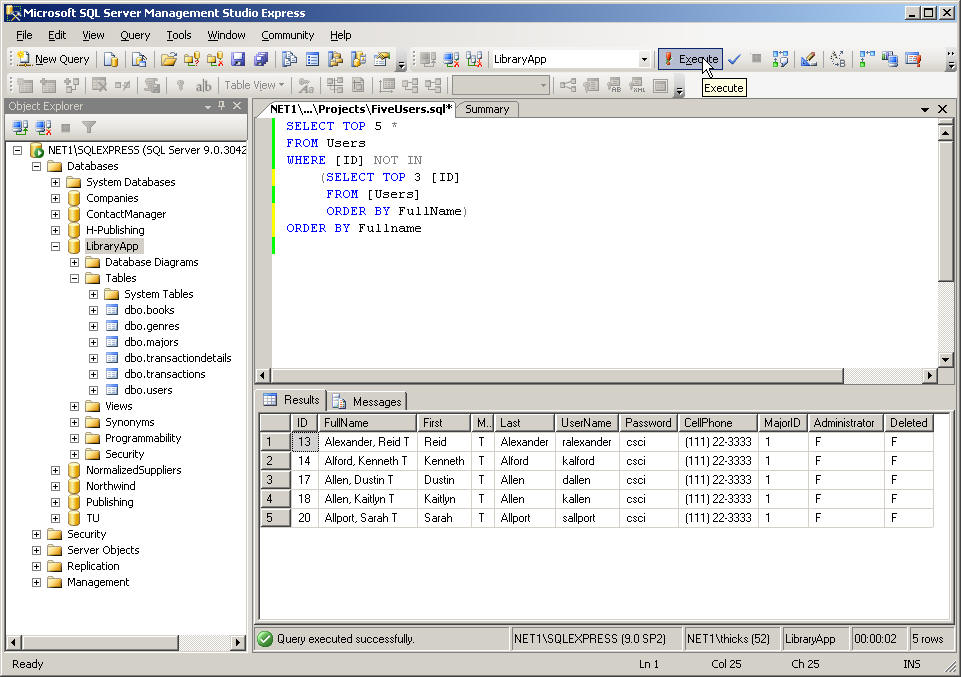 Microsoft SQL Server Management Studio Express
File Edit View Query Tools Window Community Help
New Query LibraryApp Execute
Table View
Execute
Object Explorer
NET1\...\Projects\FiveUsers.sql* Summary
NET1\SQLEXPRESS (SQL Server 9.0.3042
Databases
System Databases
Companies
ContactManager
H-Publishing
LibraryApp
Database Diagrams
Tables
System Tables
dbo.books
dbo.genres
dbo.majors
dbo.transactiondetails
dbo.transactions
dbo.users
Views
Synonyms
Programmability
Security
NormalizedSuppliers
Northwind
Publishing
TU
Security
Server Objects
Replication
Management
SELECT TOP 5 *
FROM Users
WHERE [ID] NOT IN
(SELECT TOP 3 [ID]
FROM [Users]
ORDER BY FullName)
ORDER BY Fullname
Results Messages
ID FullName First M.. Last UserName Password CellPhone MajorID Administrator Deleted
1 13 Alexander, Reid T Reid T Alexander ralexander csci (111) 22-3333 1 F F
2 14 Alford, Kenneth T Kenneth T Alford kalford csci (111) 22-3333 1 F F
3 17 Allen, Dustin T Dustin T Allen dallen csci (111) 22-3333 1 F F
4 18 Allen, Kaitlyn T Kaitlyn T Allen kallen csci (111) 22-3333 1 F F
5 20 Allport, Sarah T Sarah T Allport sallport csci (111) 22-3333 1 F F
Query executed successfully. NET1\SQLEXPRESS (9.0 SP2) NET1\thicks (52) LibraryApp 00:00:02 5 rows
Ready Ln 1 Col 25 Ch 25 INS